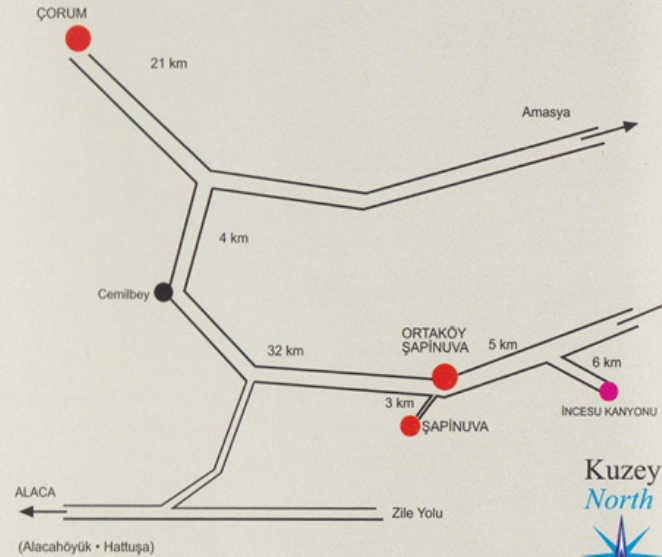 ÇORUM
21 km
Amasya
4 km
Cemilbey
32 km
ORTAKÖY
ŞAPİNUVA
5 km
6 km
3 km
ŞAPİNUVA
İNCESU KANYONU
Kuzey
North
ALACA
Zile Yolu
(Alacahöyük • Hattuşa)